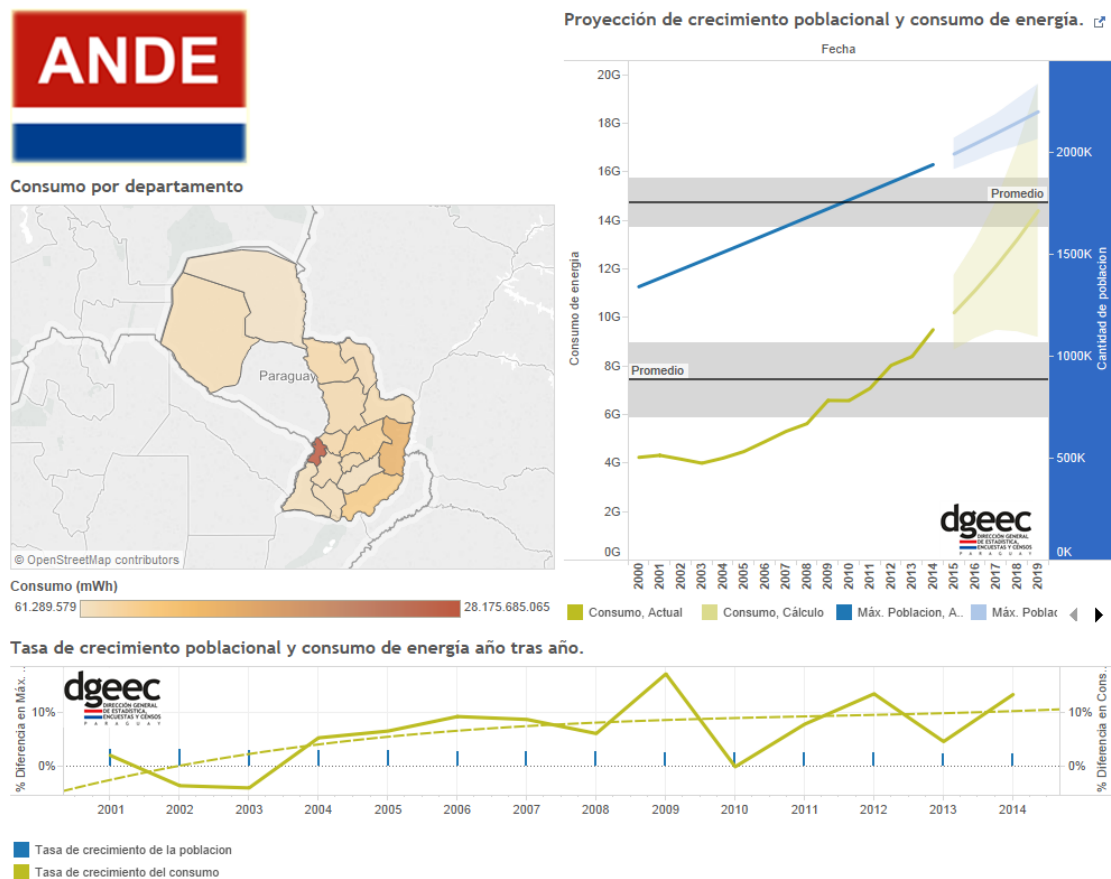 ANDE
Consumo por departamento
Paraguay
© OpenStreetMap contributors
Consumo (mWh)
61.289.579
28.175.685.065
Proyección de crecimiento poblacional y consumo de energía.
Fecha
Consumo de energia
20G
18G
16G
14G
12G
10G
8G
6G
4G
2G
0G
Promedio
Promedio
2000K
1500K
1000K
500K
0K
Cantidad de poblacion
dgeec
DIRECCIÓN GENERAL
DE ESTADÍSTICA,
ENCUESTAS Y CENSOS
PARAGUAY
2000 2001 2002 2003 2004 2005 2006 2007 2008 2009 2010 2011 2012 2013 2014 2015 2016 2017 2018 2019
Consumo, Actual
Consumo, Cálculo
Máx. Poblacion, A..
Máx. Poblac
Tasa de crecimiento poblacional y consumo de energía año tras año.
% Diferencia en Máx. ..
10%
0%
dgeec
DIRECCIÓN GENERAL
DE ESTADÍSTICA,
ENCUESTAS Y CENSOS
PARAGUAY
10%
0%
% Diferencia en Cons..
2001 2002 2003 2004 2005 2006 2007 2008 2009 2010 2011 2012 2013 2014
Tasa de crecimiento de la poblacion
Tasa de crecimiento del consumo